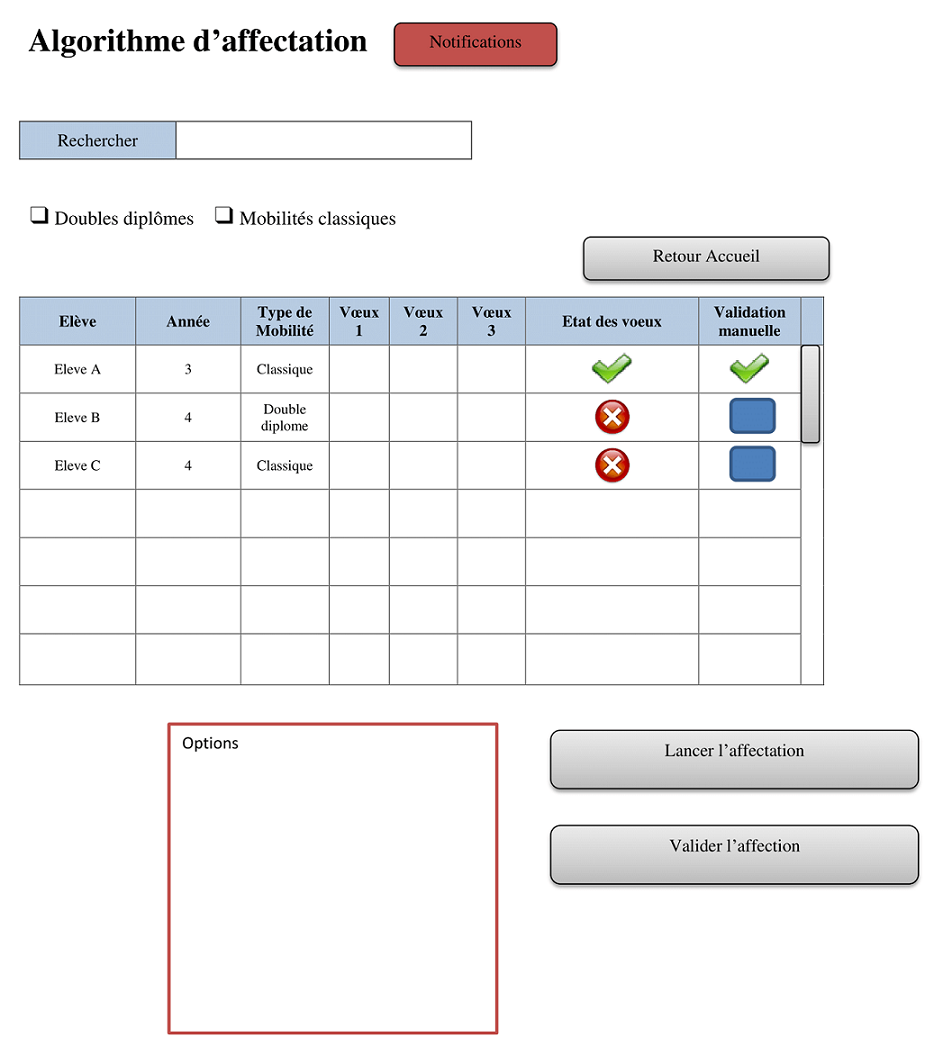 Algorithme d’affectation
Notifications
Rechercher
❑ Doubles diplômes ❑ Mobilités classiques
Retour Accueil
Elève Année Type de Mobilité Vœux 1 Vœux 2 Vœux 3 Etat des voeux Validation manuelle
Eleve A 3 Classique
Eleve B 4 Double diplome
Eleve C 4 Classique
Options
Lancer l’affectation
Valider l’affection